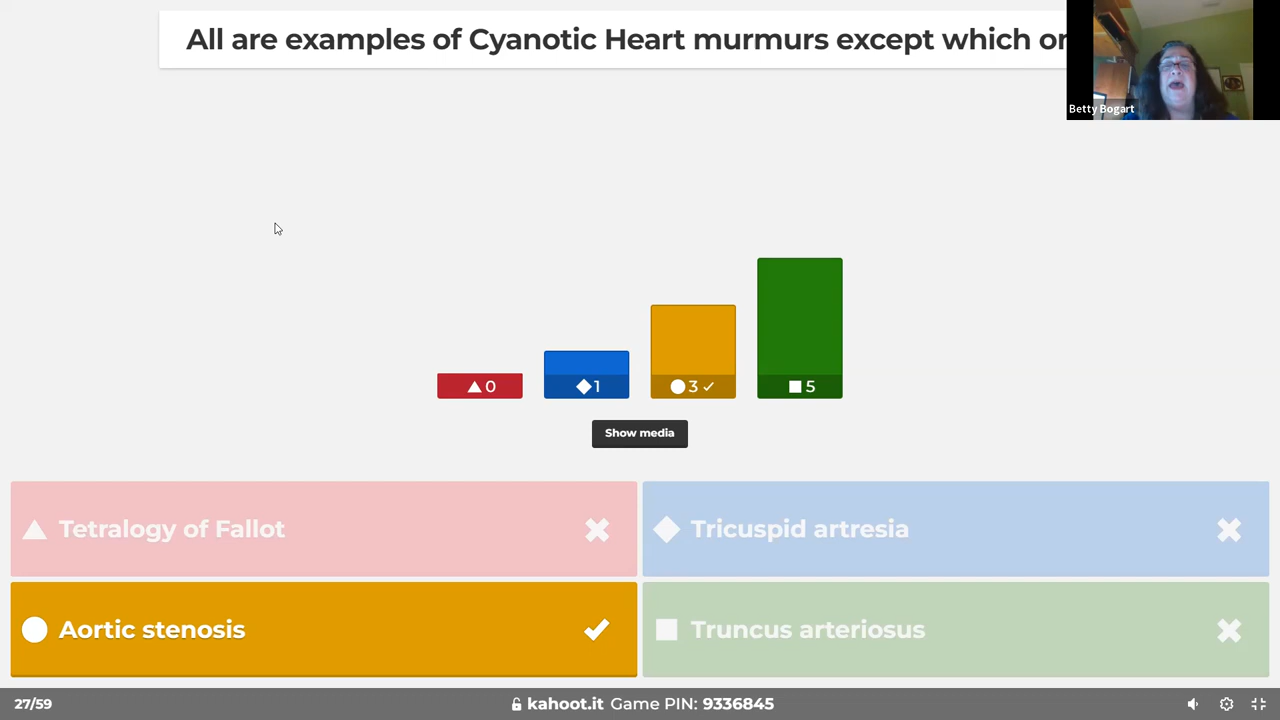 All are examples of Cyanotic Heart murmurs except which
Betty Bogart
0
1
3
5
Show media
Tetralogy of Fallot
Tricuspid artresia
Aortic stenosis
Truncus arteriosus
27/59
kahoot.it Game PIN: 9336845